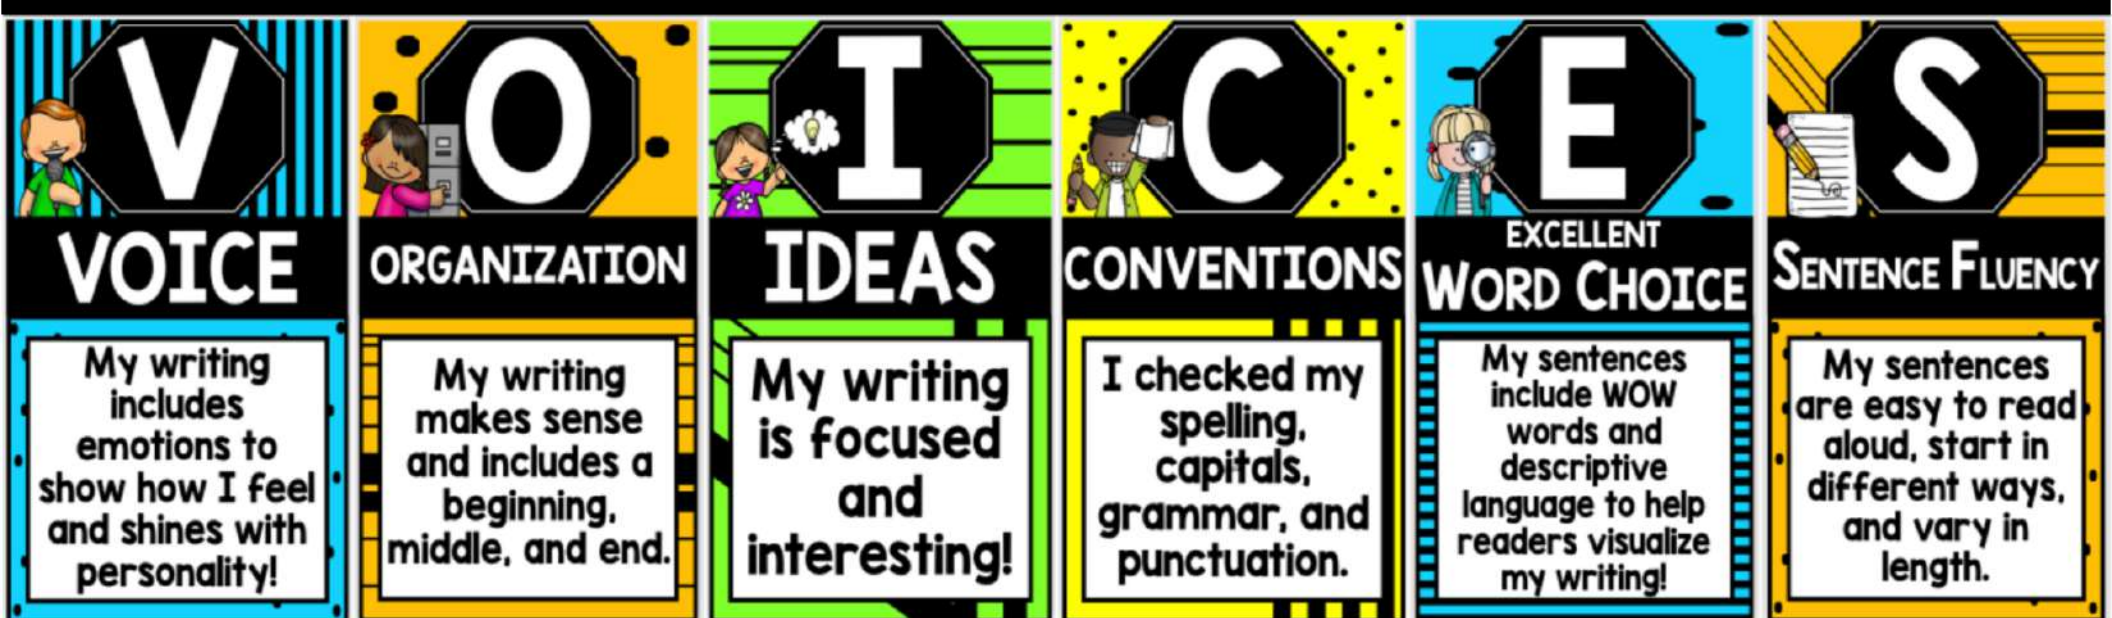 V
VOICE
My writing
includes
emotions to
show how I feel
and shines with
personality!
O
ORGANIZATION
My writing
makes sense
and includes a
beginning,
middle, and end.
I
IDEAS
My writing
is focused
and
interesting!
C
CONVENTIONS
I checked my
spelling,
capitals,
grammar, and
punctuation.
E
EXCELLENT
WORD CHOICE
My sentences
include WOW
words and
descriptive
language to help
readers visualize
my writing!
S
SENTENCE FLUENCY
My sentences
are easy to read
aloud, start in
different ways,
and vary in
length.